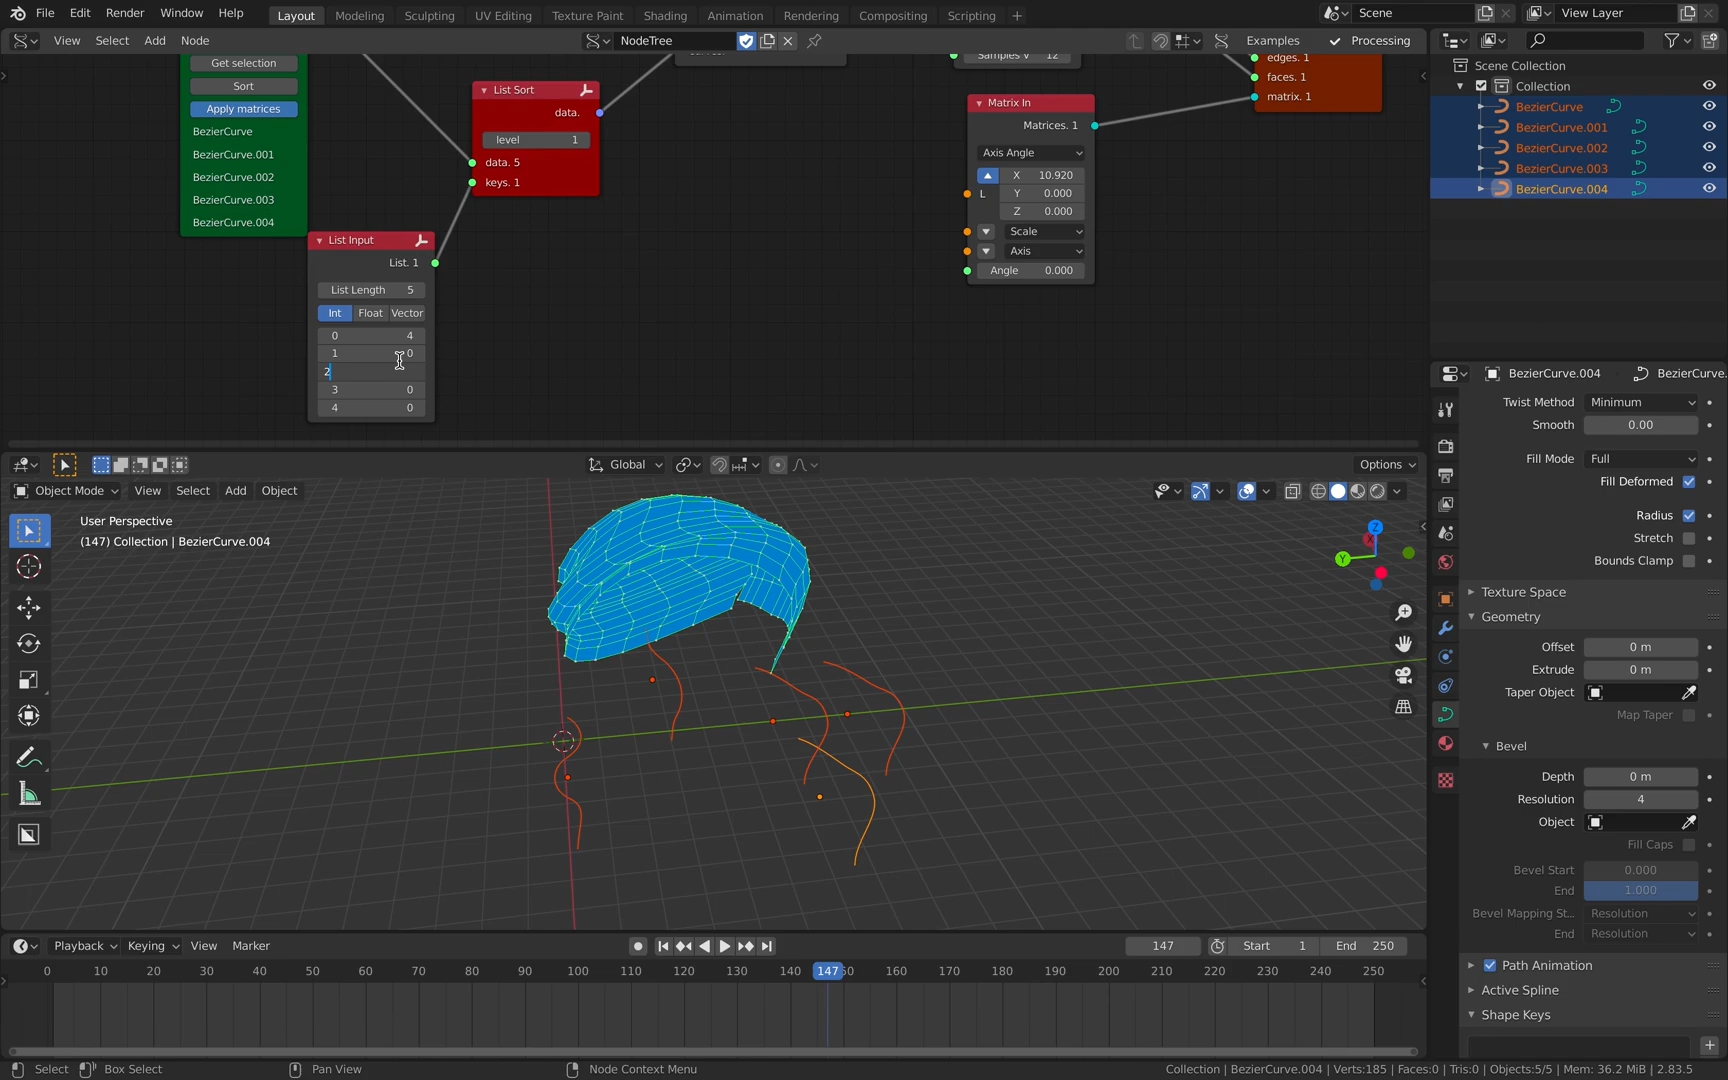 File Edit Render Window Help Layout Modeling Sculpting UV Editing Texture Paint Shading Animation Rendering Compositing Scripting + Scene View Layer
View Select Add Node NodeTree Examples Processing
Get selection
Sort
Apply matrices
BezierCurve
BezierCurve.001
BezierCurve.002
BezierCurve.003
BezierCurve.004
List Sort
data.
level 1
data. 5
keys. 1
List Input
List. 1
List Length 5
Int Float Vector
0 4
1 0
2
3 0
4 0
Samples V 12
Matrix In
Matrices. 1
Axis Angle
X 10.920
L Y 0.000
Z 0.000
Scale
Axis
Angle 0.000
edges. 1
faces. 1
matrix. 1
Scene Collection
Collection
BezierCurve
BezierCurve.001
BezierCurve.002
BezierCurve.003
BezierCurve.004
Global Options
Object Mode View Select Add Object
User Perspective
(147) Collection | BezierCurve.004
Z
X
Y
BezierCurve.004 BezierCurve.
Twist Method Minimum
Smooth 0.00
Fill Mode Full
Fill Deformed
Radius
Stretch
Bounds Clamp
Texture Space
Geometry
Offset 0 m
Extrude 0 m
Taper Object
Map Taper
Bevel
Depth 0 m
Resolution 4
Object
Fill Caps
Bevel Start 0.000
End 1.000
Bevel Mapping St... Resolution
End Resolution
Path Animation
Active Spline
Shape Keys
Playback Keying View Marker 147 Start 1 End 250
0 10 20 30 40 50 60 70 80 90 100 110 120 130 140 147 50 160 170 180 190 200 210 220 230 240 250
Select Box Select Pan View Node Context Menu Collection | BezierCurve.004 | Verts:185 | Faces:0 | Tris:0 | Objects:5/5 | Mem: 36.2 MiB | 2.83.5